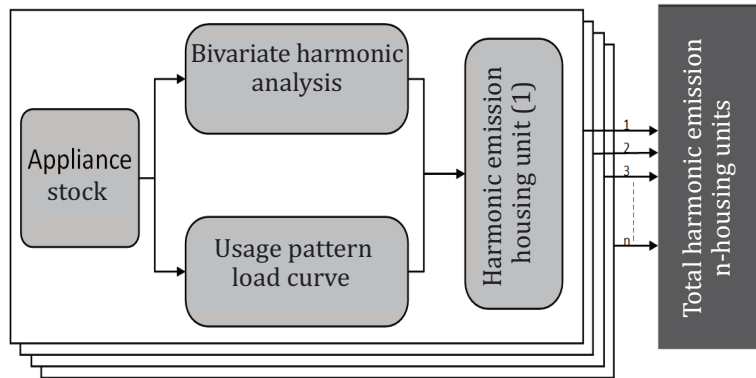 Bivariate harmonic
analysis
Appliance
stock
Usage pattern
load curve
Harmonic emission
housing unit (1)
1
2
3
n
Total harmonic emission
n-housing units